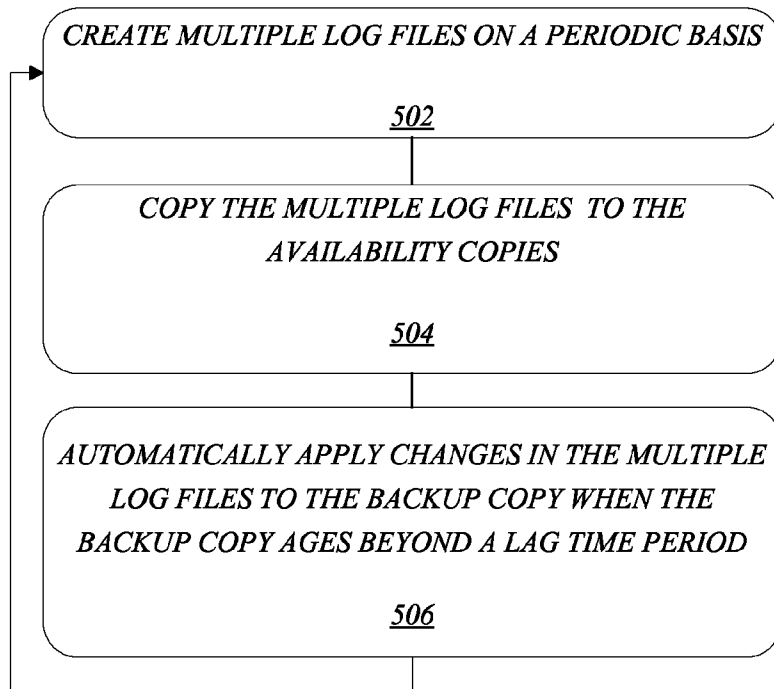 CREATE MULTIPLE LOG FILES ON A PERIODIC BASIS
502
COPY THE MULTIPLE LOG FILES TO THE
AVAILABILITY COPIES
504
AUTOMATICALLY APPLY CHANGES IN THE MULTIPLE
LOG FILES TO THE BACKUP COPY WHEN THE
BACKUP COPY AGES BEYOND A LAG TIME PERIOD
506